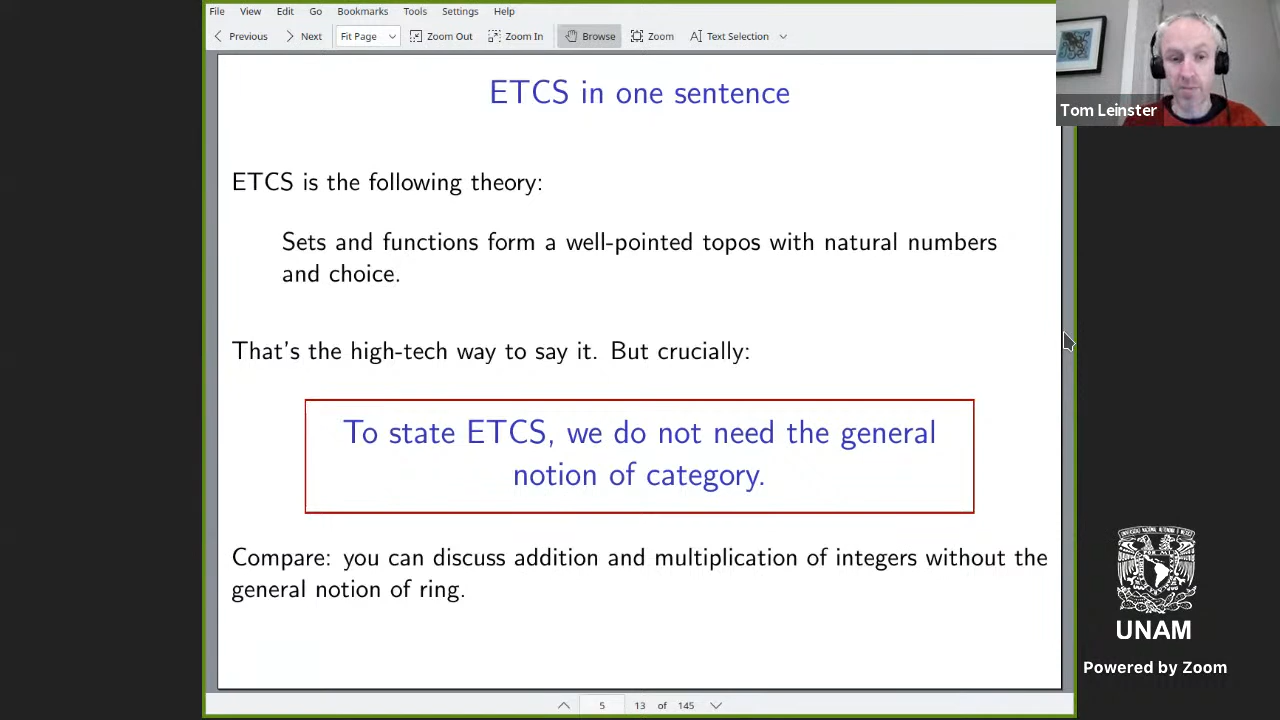 File View Edit Go Bookmarks Tools Settings Help
Previous Next Fit Page Zoom Out Zoom In Browse Zoom Text Selection
Tom Leinster
ETCS in one sentence
ETCS is the following theory:
Sets and functions form a well-pointed topos with natural numbers
and choice.
That's the high-tech way to say it. But crucially:
To state ETCS, we do not need the general
notion of category.
Compare: you can discuss addition and multiplication of integers without the
general notion of ring.
UNAM
Powered by Zoom
5 13 of 145